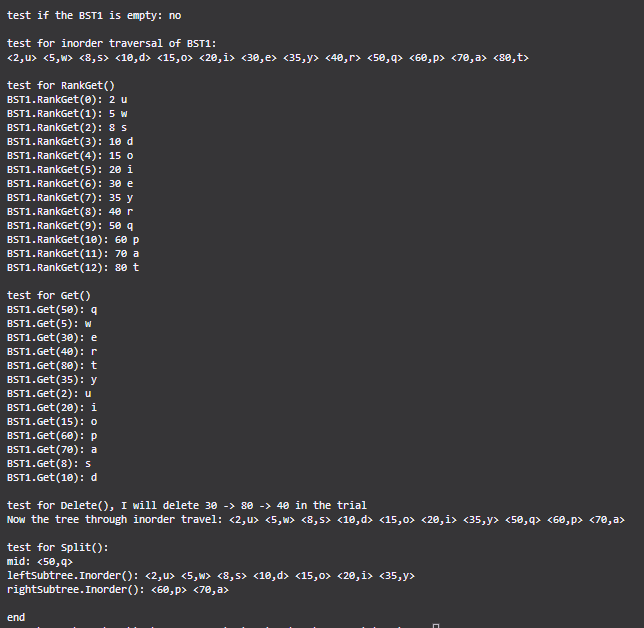 test if the BST1 is empty: no
test for inorder traversal of BST1:
<2,u> <5,w> <8,s> <10,d> <15,o> <20,i> <30,e> <35,y> <40,r> <50,q> <60,p> <70,a> <80,t>
test for RankGet()
BST1.RankGet(0): 2 u
BST1.RankGet(1): 5 w
BST1.RankGet(2): 8 s
BST1.RankGet(3): 10 d
BST1.RankGet(4): 15 o
BST1.RankGet(5): 20 i
BST1.RankGet(6): 30 e
BST1.RankGet(7): 35 y
BST1.RankGet(8): 40 r
BST1.RankGet(9): 50 q
BST1.RankGet(10): 60 p
BST1.RankGet(11): 70 a
BST1.RankGet(12): 80 t
test for Get()
BST1.Get(50): q
BST1.Get(5): w
BST1.Get(30): e
BST1.Get(40): r
BST1.Get(80): t
BST1.Get(35): y
BST1.Get(2): u
BST1.Get(20): i
BST1.Get(15): o
BST1.Get(60): p
BST1.Get(70): a
BST1.Get(8): s
BST1.Get(10): d
test for Delete(), I will delete 30 -> 80 -> 40 in the trial
Now the tree through inorder travel: <2,u> <5,w> <8,s> <10,d> <15,o> <20,i> <35,y> <50,q> <60,p> <70,a>
test for Split():
mid: <50,q>
leftSubtree.Inorder(): <2,u> <5,w> <8,s> <10,d> <15,o> <20,i> <35,y>
rightSubtree.Inorder(): <60,p> <70,a>
end